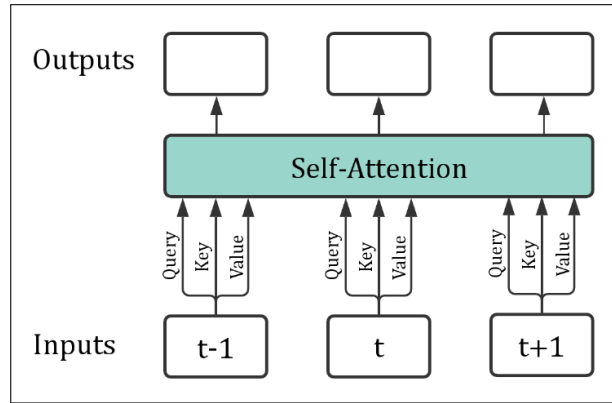 Outputs
Self-Attention
Query Key Value Query Key Value Query Key Value
Inputs t-1 t t+1